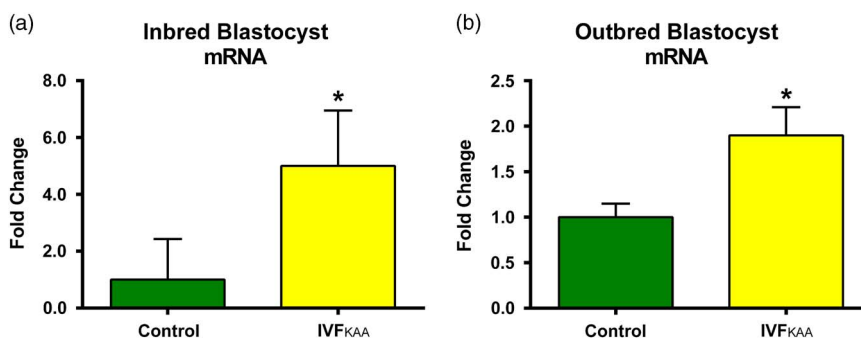 (a)
Inbred Blastocyst
mRNA
Fold Change
8.0
6.0
4.0
2.0
0.0
*
Control
IVFKAA
(b)
Outbred Blastocyst
mRNA
Fold Change
2.5
2.0
1.5
1.0
0.5
0.0
*
Control
IVFKAA